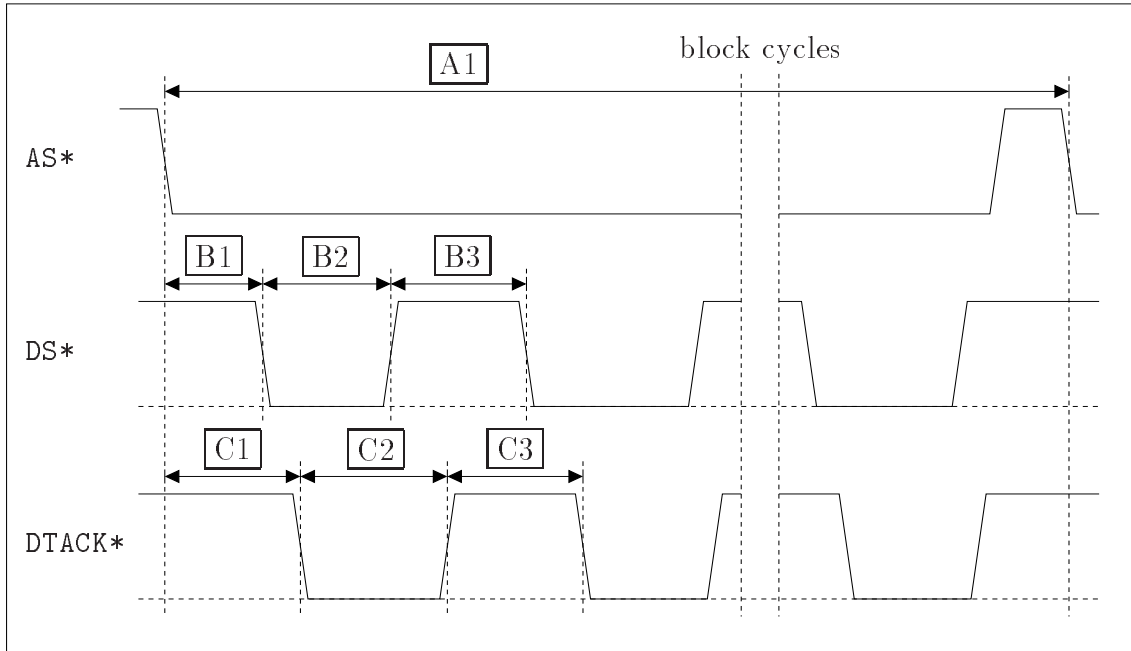 block cycles
A1
AS*
B1 B2 B3
DS*
C1 C2 C3
DTACK*